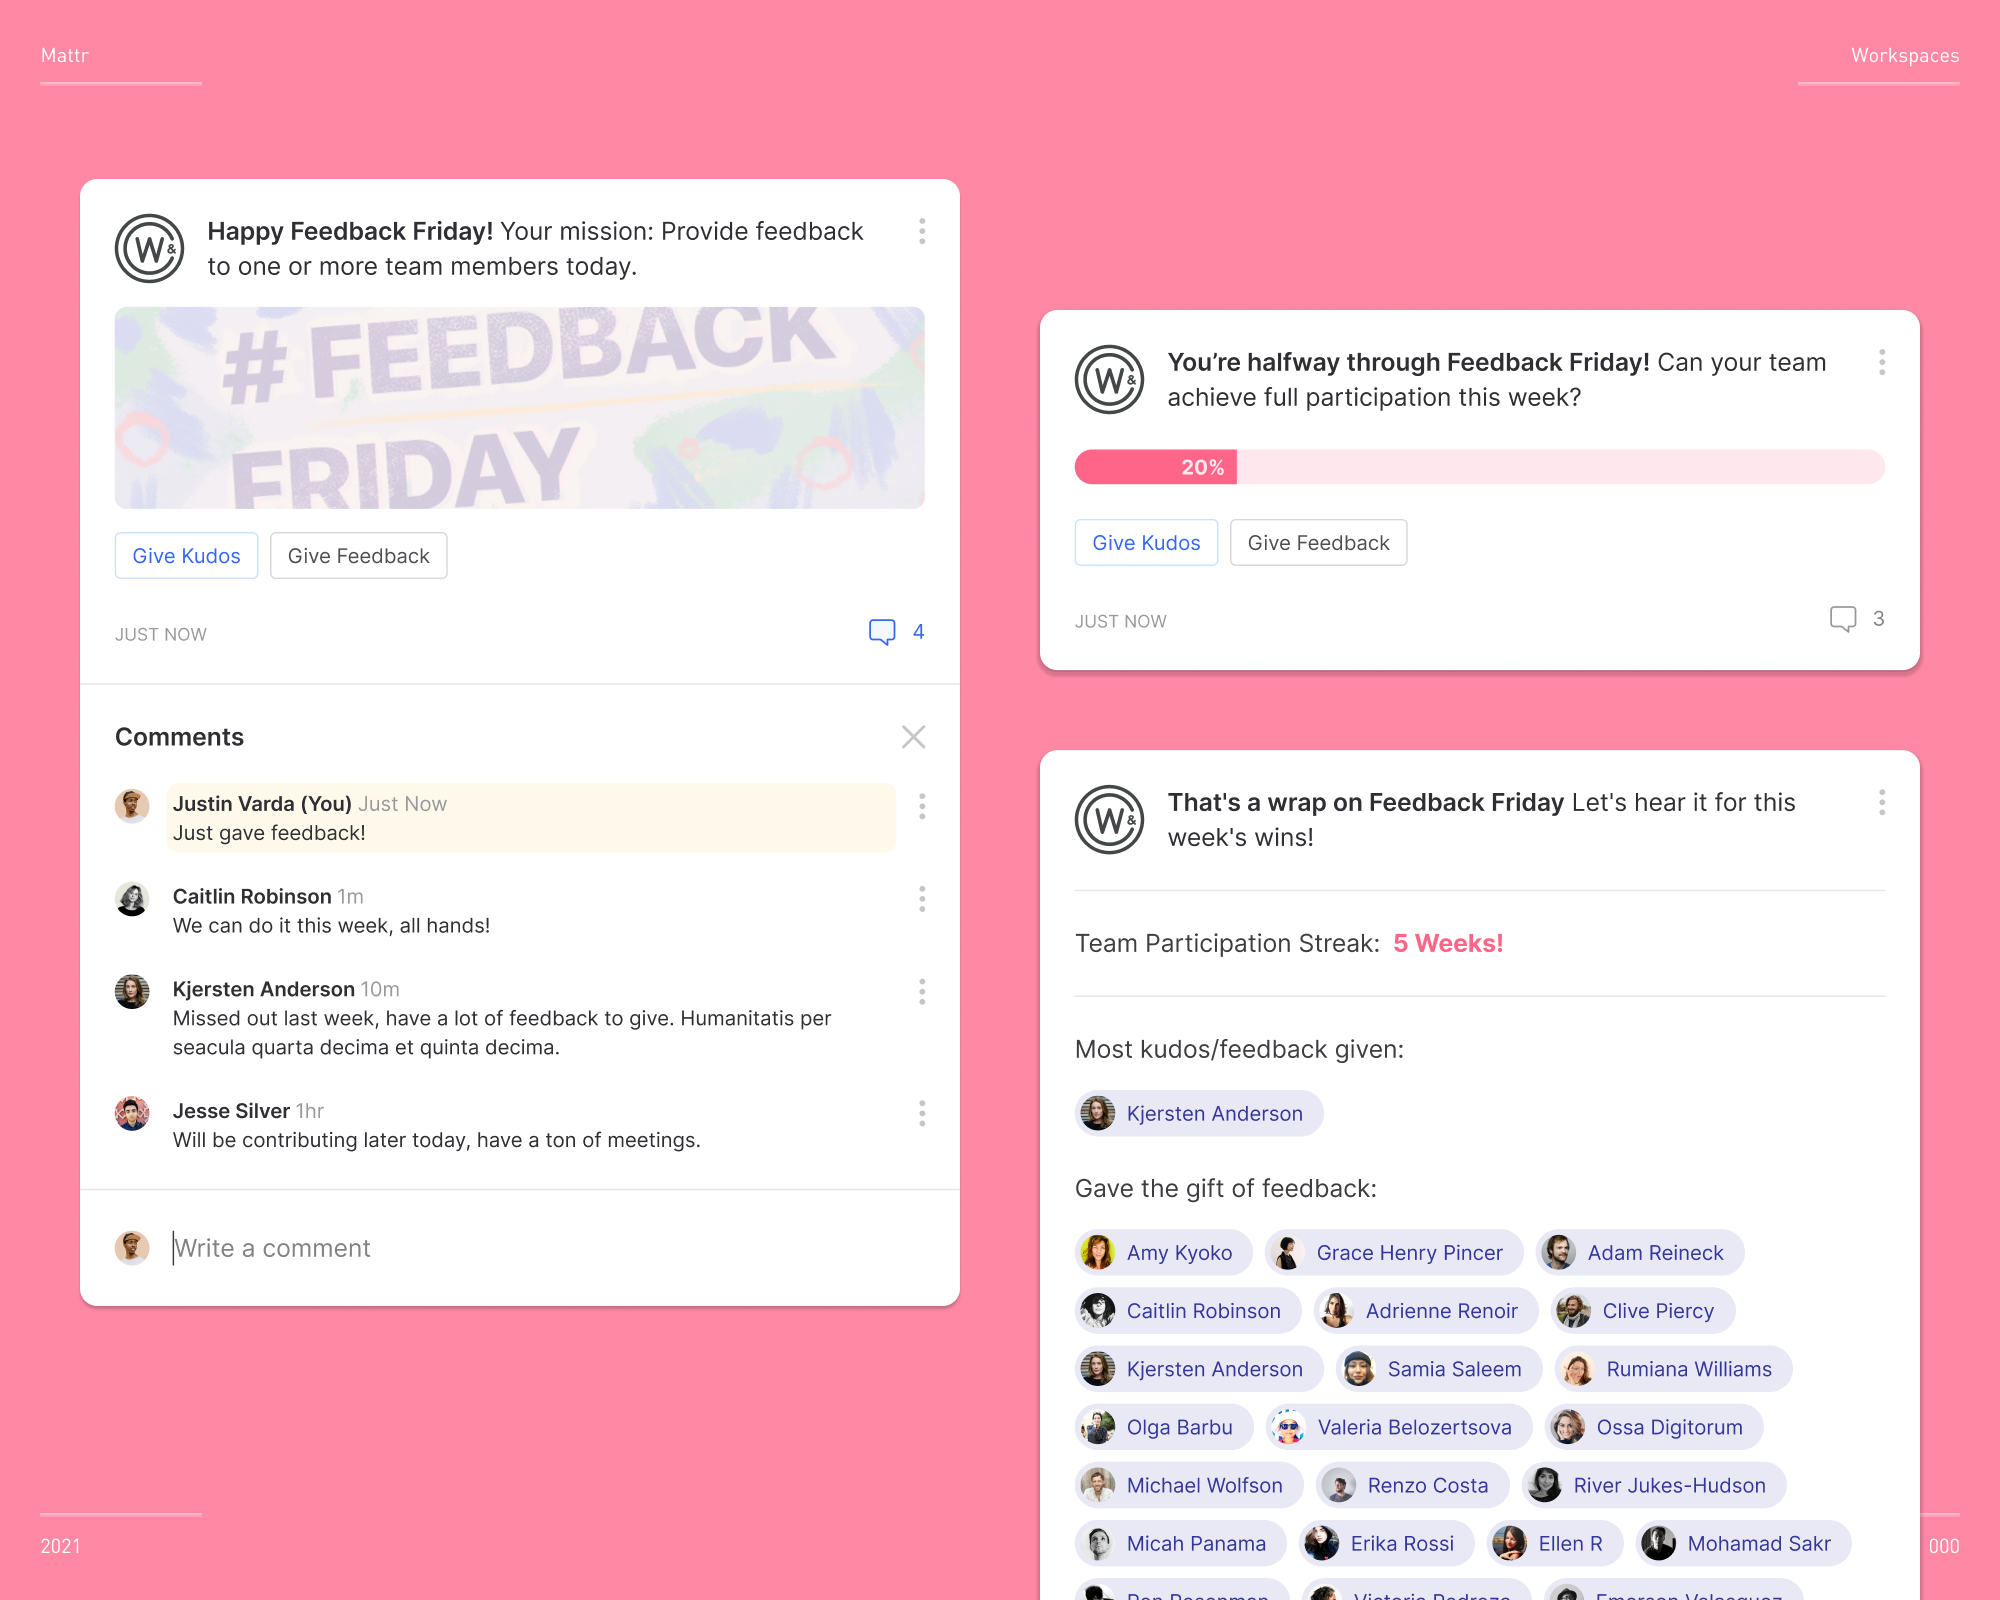 Mattr
Workspaces
W&
Happy Feedback Friday! Your mission: Provide feedback
to one or more team members today.
# FEEDBACK
FRIDAY
Give Kudos
Give Feedback
JUST NOW
4
Comments
Justin Varda (You) Just Now
Just gave feedback!
Caitlin Robinson 1m
We can do it this week, all hands!
Kjersten Anderson 10m
Missed out last week, have a lot of feedback to give. Humanitatis per
seacula quarta decima et quinta decima.
Jesse Silver 1hr
Will be contributing later today, have a ton of meetings.
Write a comment
W&
You’re halfway through Feedback Friday! Can your team
achieve full participation this week?
20%
Give Kudos
Give Feedback
JUST NOW
3
W&
That's a wrap on Feedback Friday Let's hear it for this
week's wins!
Team Participation Streak: 5 Weeks!
Most kudos/feedback given:
Kjersten Anderson
Gave the gift of feedback:
Amy Kyoko
Grace Henry Pincer
Adam Reineck
Caitlin Robinson
Adrienne Renoir
Clive Piercy
Kjersten Anderson
Samia Saleem
Rumiana Williams
Olga Barbu
Valeria Belozertsova
Ossa Digitorum
Michael Wolfson
Renzo Costa
River Jukes-Hudson
Micah Panama
Erika Rossi
Ellen R
Mohamad Sakr
Victoria Pedroza
Emerson Velasquez
2021
000